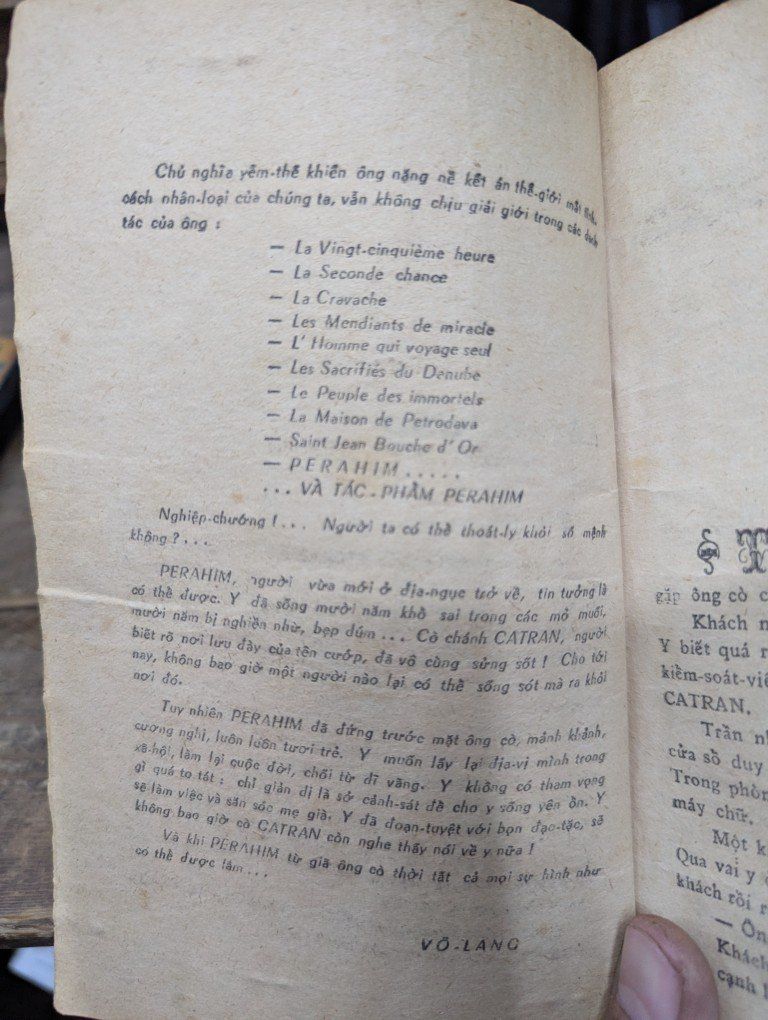 Chủ nghĩa yếm-thế khiến ông nặng nề kết án thế-giới mất
cách nhân-loại của chúng ta, vẫn không chịu giải giới trong các
tác của ông :
— La Vingt-cinquième heure
— La Seconde chance
— La Cravache
— Les Mendiants de miracle
— L' Homme qui voyage seul
— Les Sacrifiés du Danube
— Le Peuple des immortels
— La Maison de Petrodava
— Saint Jean Bouche d' Or
— PERAHIM . . . . .
. . . VÀ TÁC-PHẨM PERAHIM
Nghiệp-chướng ! . . . Người ta có thể thoát-ly khỏi số mệnh
không ? . . .
PERAHIM, người vừa mới ở địa-ngục trở về, tin tưởng là
có thể được. Y đã sống mười năm khổ sai trong các mỏ muối,
mười năm bị nghiền nhừ, bẹp dúm . . . Cò chánh CATRAN, người
biết rõ nơi lưu đày của tên cướp, đã vô cùng sửng sốt ! Cho tới
nay, không bao giờ một người nào lại có thể sống sót mà ra khỏi
nơi đó.
Tuy nhiên PERAHIM đã đứng trước mặt ông cò, mảnh khảnh,
cương nghị, luôn luôn tươi trẻ. Y muốn lấy lại địa-vị mình trong
xã-hội, làm lại cuộc đời, chối từ dĩ vãng. Y không có tham vọng
gì quá to tát : chỉ giản dị là sở cảnh-sát để cho y sống yên ổn. Y
sẽ làm việc và săn sóc mẹ già. Y đã đoạn-tuyệt với bọn đạo-tặc, sẽ
không bao giờ cò CATRAN còn nghe thấy nói về y nữa !
Và khi PERAHIM từ giã ông cò thời tất cả mọi sự hình như
có thể được lắm . . .
VÕ-LANG
T
gíp ông cò c
Khách n
Y biết quá r
kiểm-soát-viê
CATRAN.
Trần nh
cửa sổ duy
Trong phòn
máy chữ.
Một k
Qua vai y
khách rồi r
— Ôn
Khách
cạnh l